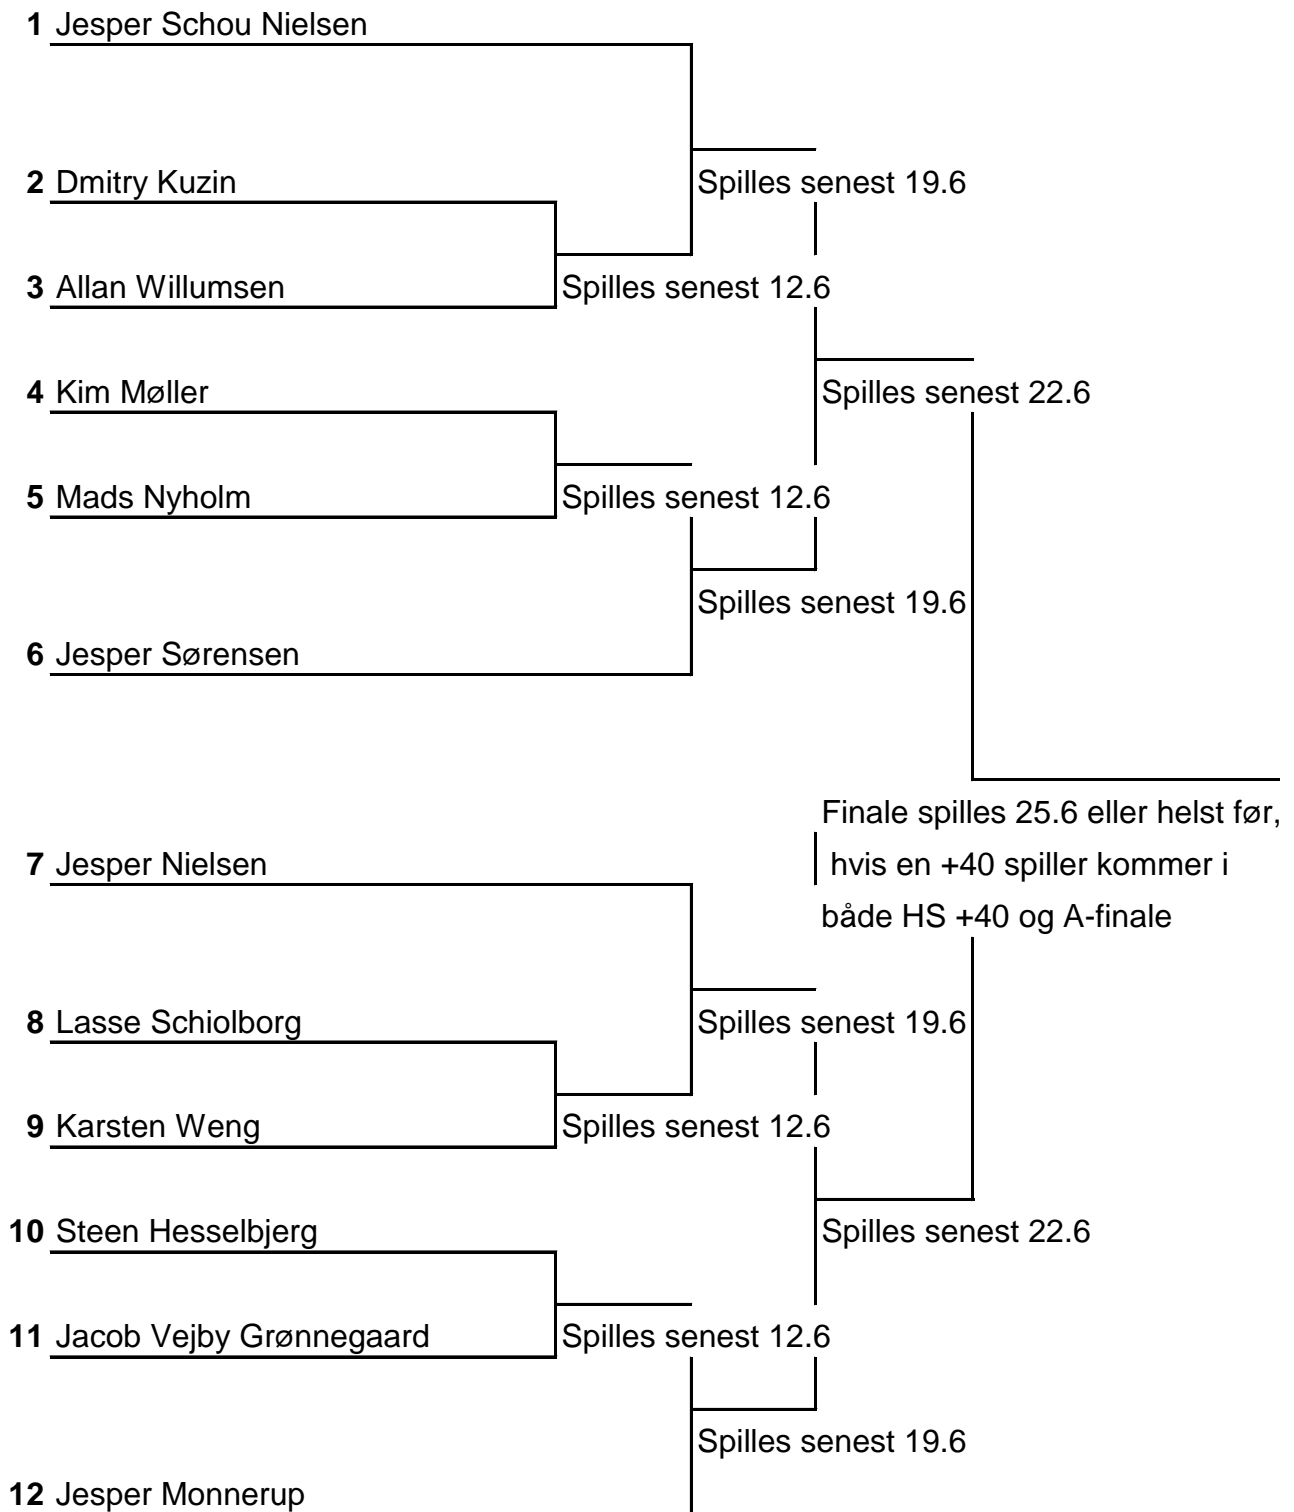 1 Jesper Schou Nielsen
2 Dmitry Kuzin
Spilles senest 19.6
3 Allan Willumsen
Spilles senest 12.6
4 Kim Møller
Spilles senest 22.6
5 Mads Nyholm
Spilles senest 12.6
Spilles senest 19.6
6 Jesper Sørensen
Finale spilles 25.6 eller helst før,
7 Jesper Nielsen
hvis en +40 spiller kommer i
både HS +40 og A-finale
8 Lasse Schiolborg
Spilles senest 19.6
9 Karsten Weng
Spilles senest 12.6
10 Steen Hesselbjerg
Spilles senest 22.6
11 Jacob Vejby Grønnegaard
Spilles senest 12.6
Spilles senest 19.6
12 Jesper Monnerup